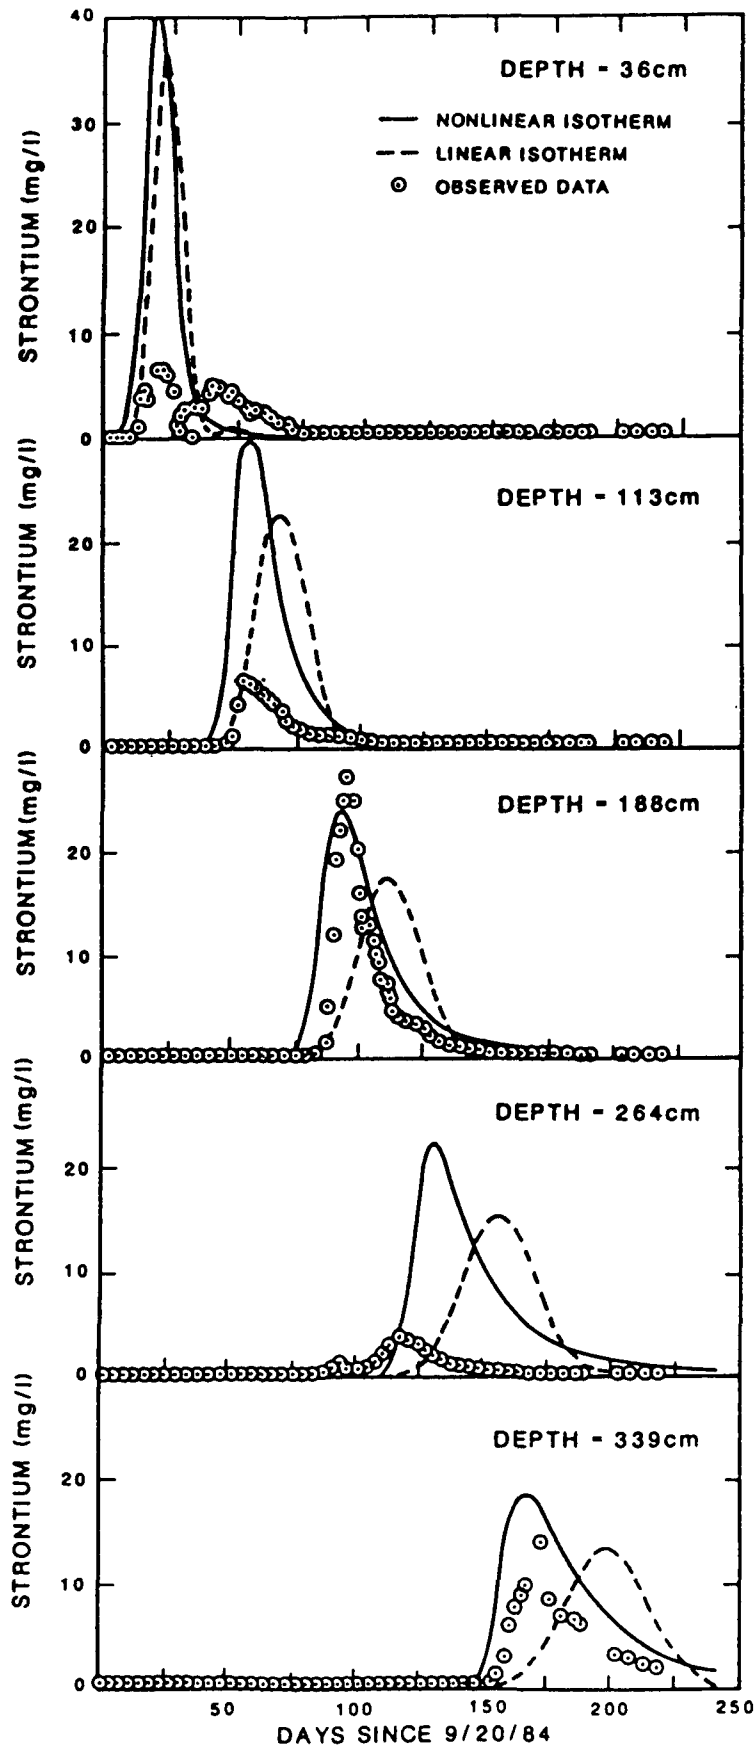 40
DEPTH = 36cm
NONLINEAR ISOTHERM
LINEAR ISOTHERM
OBSERVED DATA
30
20
10
0
STRONTIUM (mg/l)
DEPTH = 113cm
20
10
0
STRONTIUM (mg/l)
DEPTH = 188cm
20
10
0
STRONTIUM (mg/l)
DEPTH = 264cm
20
10
0
STRONTIUM (mg/l)
DEPTH = 339cm
20
10
0
STRONTIUM (mg/l)
50 100 150 200 250
DAYS SINCE 9/20/84